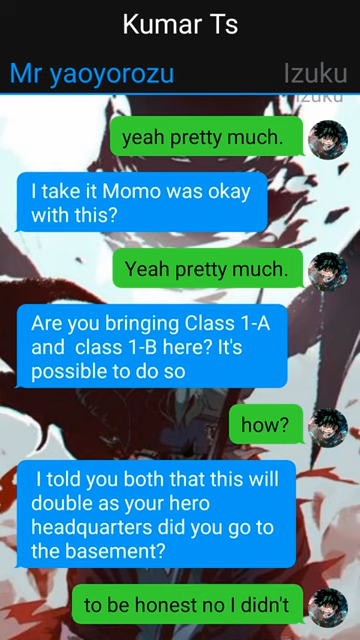 Kumar Ts
Mr yaoyorozu
Izuku
Izuku
yeah pretty much.
I take it Momo was okay
with this?
Yeah pretty much.
Are you bringing Class 1-A
and  class 1-B here? It's
possible to do so
how?
I told you both that this will
double as your hero
headquarters did you go to
the basement?
to be honest no I didn't